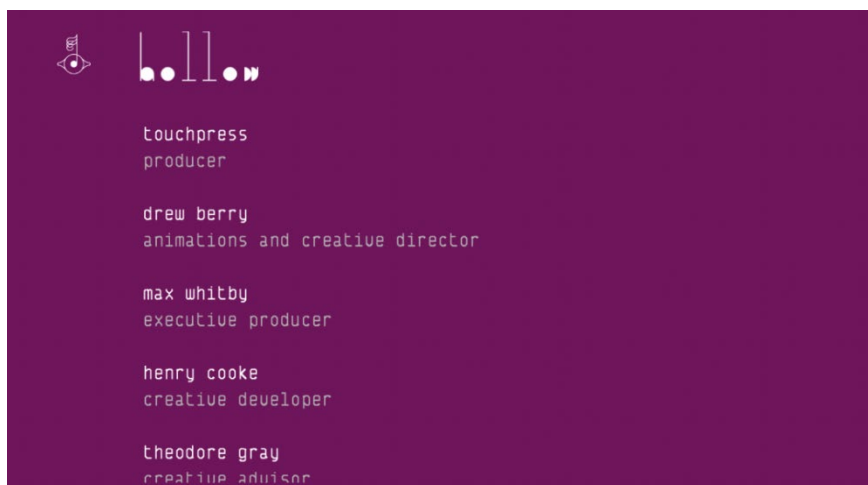 hollow
touchpress
producer
drew berry
animations and creative director
max whitby
executive producer
henry cooke
creative developer
theodore gray
creative advisor